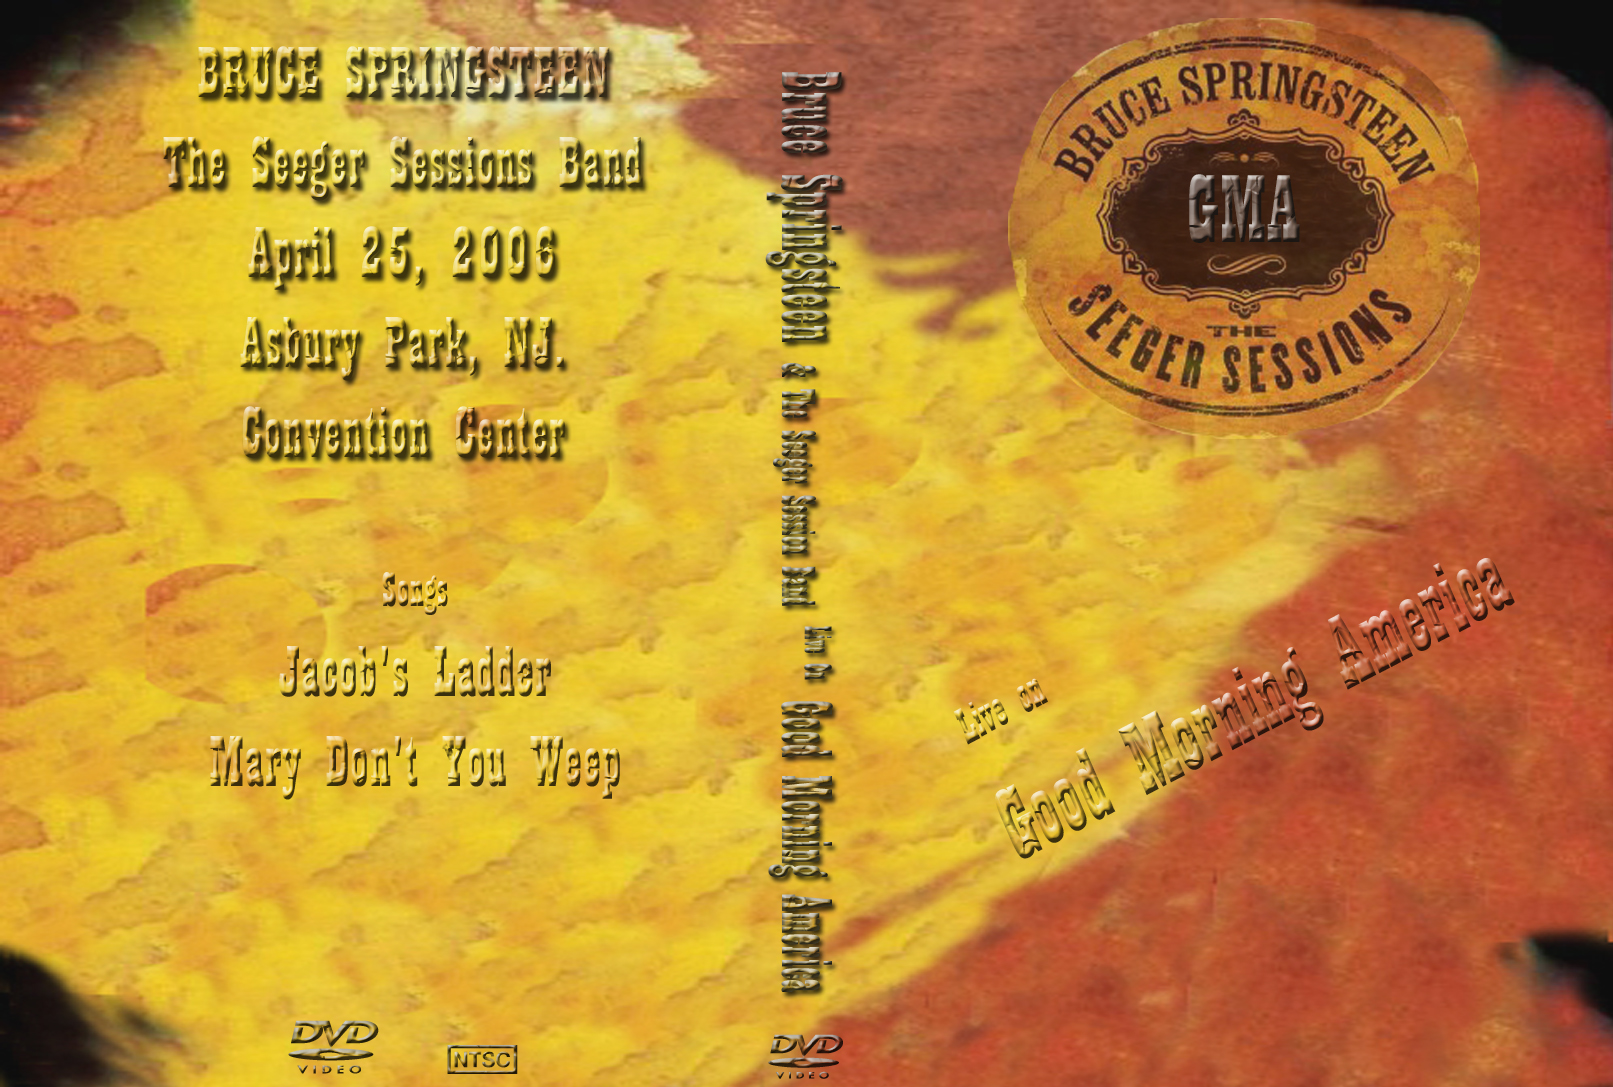 BRUCE SPRINGSTEEN
The Seeger Sessions Band
April 25, 2006
Asbury Park, NJ.
Convention Center
Songs
Jacob's Ladder
Mary Don't You Weep
DVD
VIDEO
NTSC
Bruce Springsteen & The Seeger Session Band Live On Good Morning America
DVD
VIDEO
BRUCE SPRINGSTEEN
GMA
THE
SEEGER SESSIONS
Live on
Good Morning America